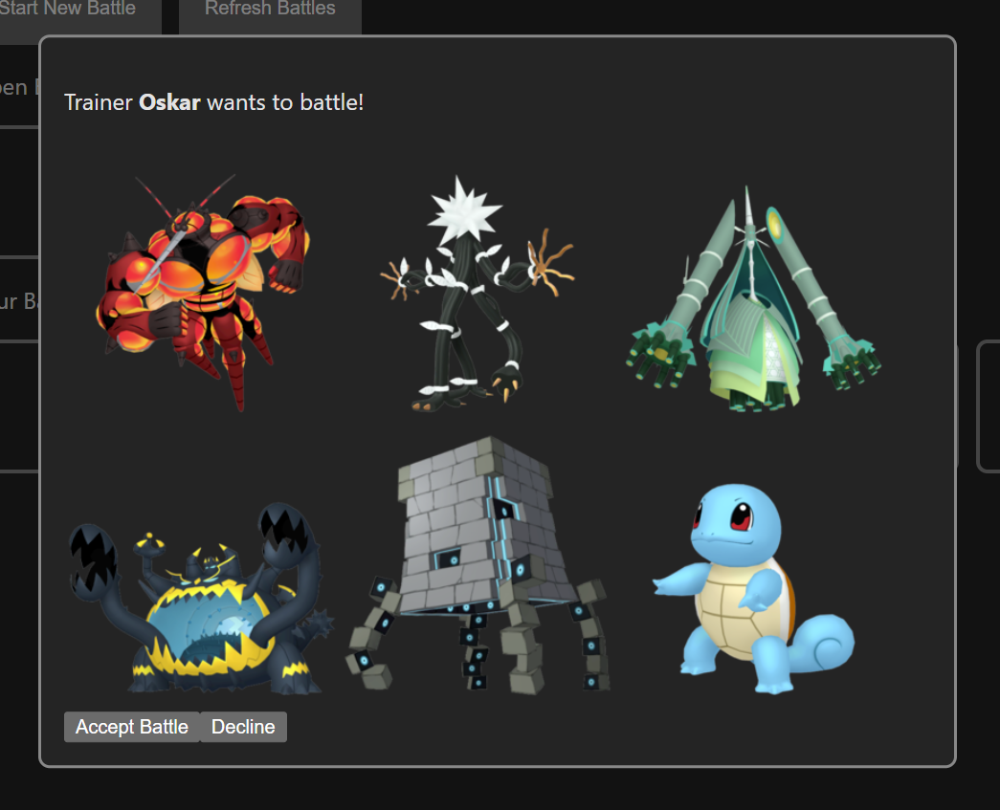 Start New Battle
Refresh Battles
Trainer Oskar wants to battle!
Accept Battle
Decline